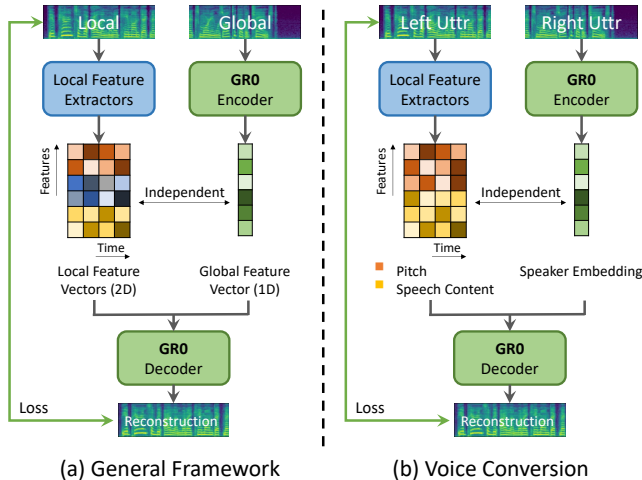 Local
Global
Local Feature
Extractors
GR0
Encoder
Features
Independent
Time
Local Feature
Vectors (2D)
Global Feature
Vector (1D)
GR0
Decoder
Loss
Reconstruction
(a) General Framework
Left Uttr
Right Uttr
Local Feature
Extractors
GR0
Encoder
Features
Independent
Time
Pitch
Speech Content
Speaker Embedding
GR0
Decoder
Loss
Reconstruction
(b) Voice Conversion